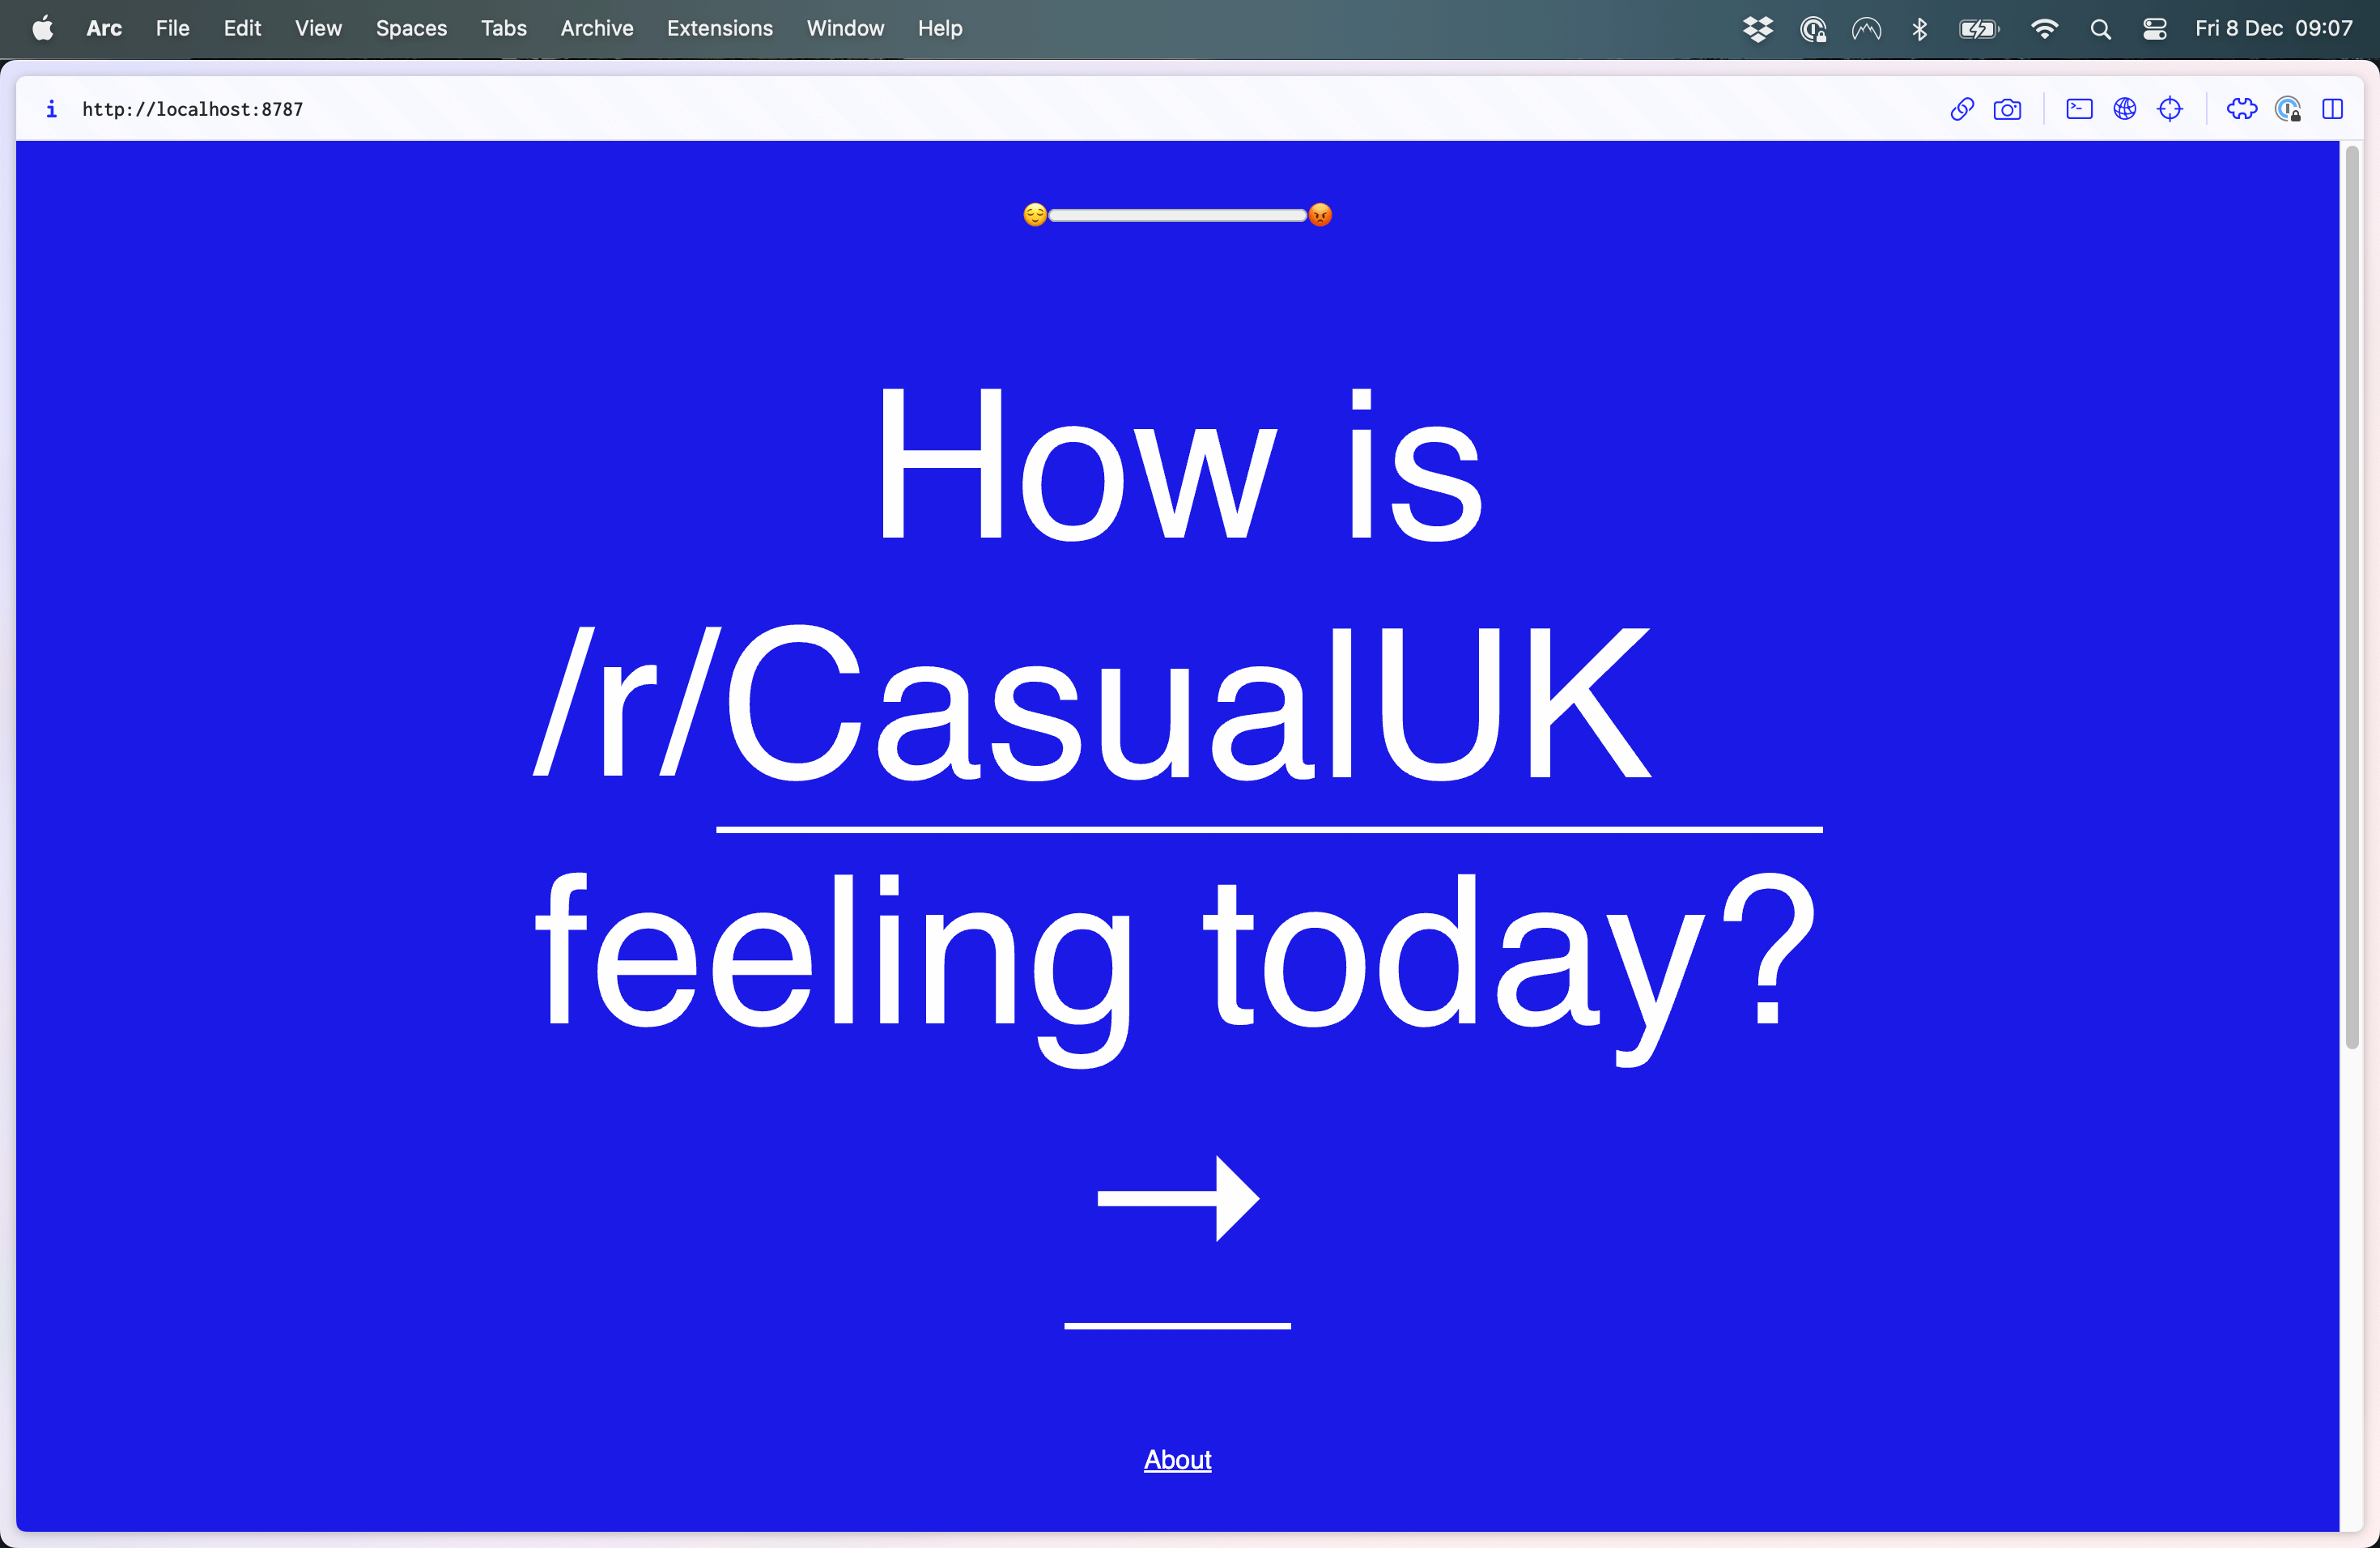 Arc File Edit View Spaces Tabs Archive Extensions Window Help Fri 8 Dec 09:07
http://localhost:8787
How is
/r/CasualUK
feeling today?
→
About